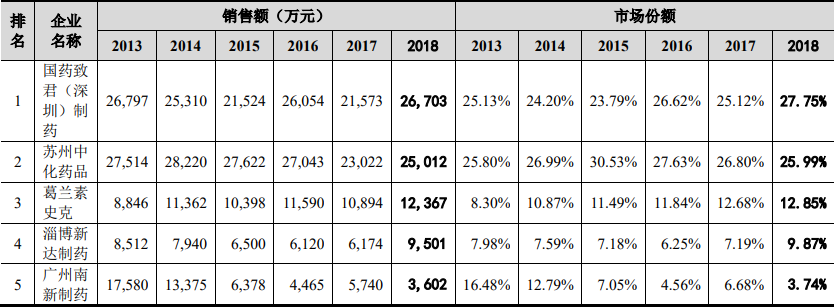 排名 企业名称 销售额（万元） 市场份额
2013 2014 2015 2016 2017 2018 2013 2014 2015 2016 2017 2018
1 国药致君（深圳）制药 26,797 25,310 21,524 26,054 21,573 26,703 25.13% 24.20% 23.79% 26.62% 25.12% 27.75%
2 苏州中化药品 27,514 28,220 27,622 27,043 23,022 25,012 25.80% 26.99% 30.53% 27.63% 26.80% 25.99%
3 葛兰素史克 8,846 11,362 10,398 11,590 10,894 12,367 8.30% 10.87% 11.49% 11.84% 12.68% 12.85%
4 淄博新达制药 8,512 7,940 6,500 6,120 6,174 9,501 7.98% 7.59% 7.18% 6.25% 7.19% 9.87%
5 广州南新制药 17,580 13,375 6,378 4,465 5,740 3,602 16.48% 12.79% 7.05% 4.56% 6.68% 3.74%